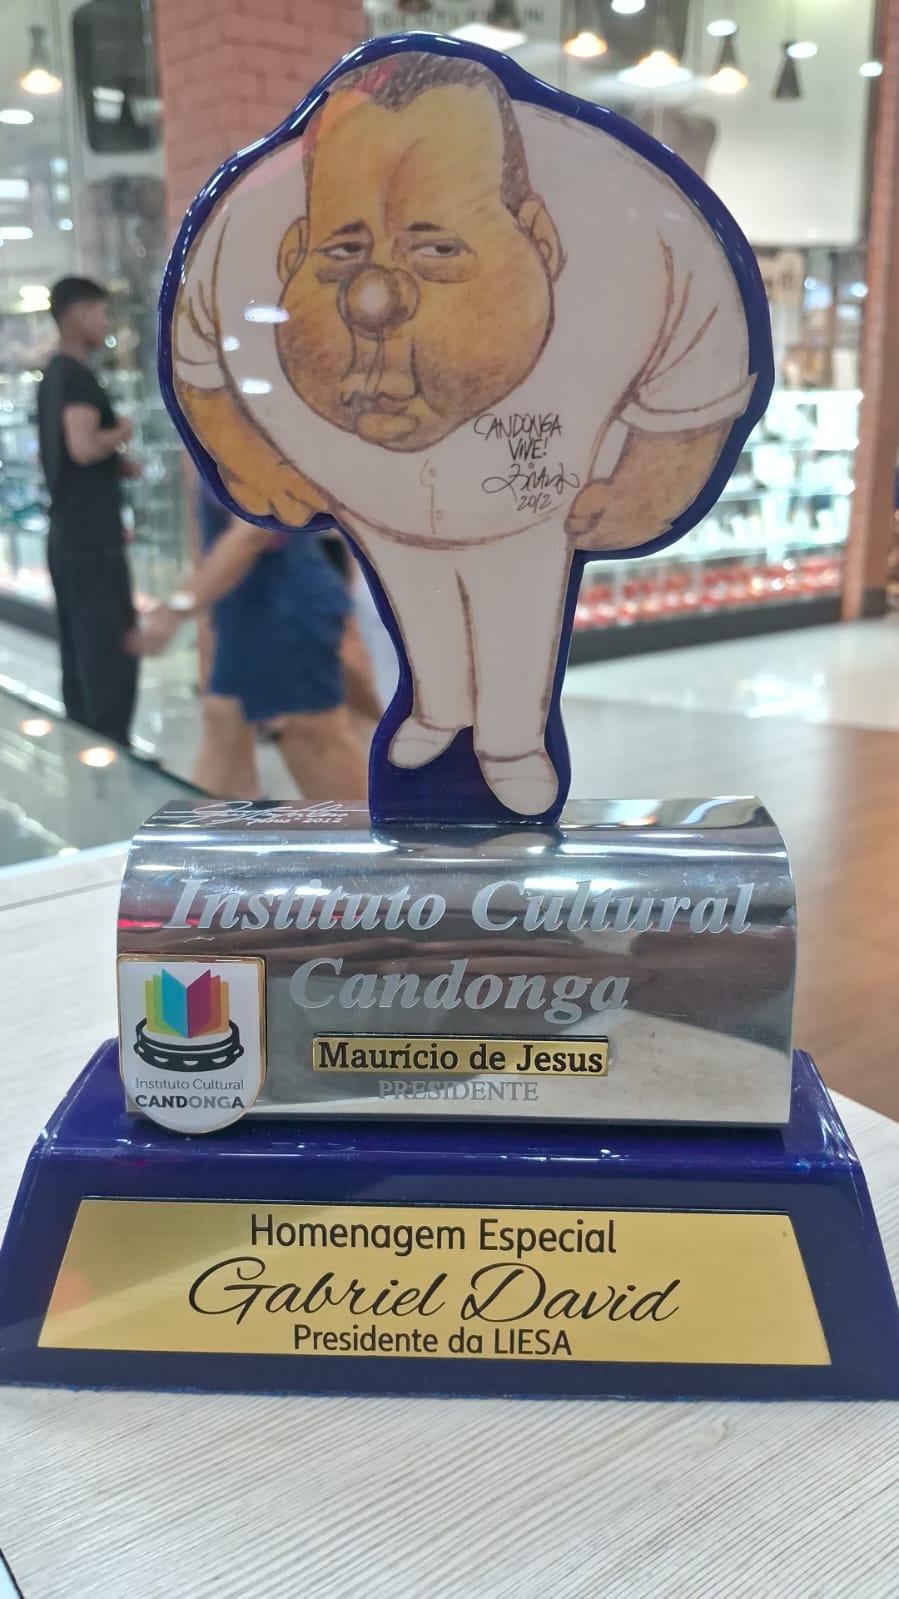 CANDONGA
VIVE!
2012
2012
Instituto Cultural
Candonga
Maurício de Jesus
PRESIDENTE
Instituto Cultural
CANDONGA
Homenagem Especial
Gabriel David
Presidente da LIESA